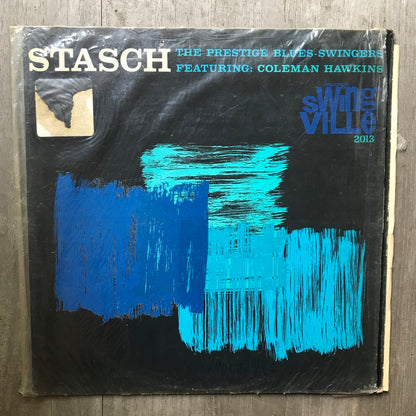 STASCH
THE PRESTIGE BLUES-SWINGERS
FEATURING: COLEMAN HAWKINS
swing
VILLE
2013